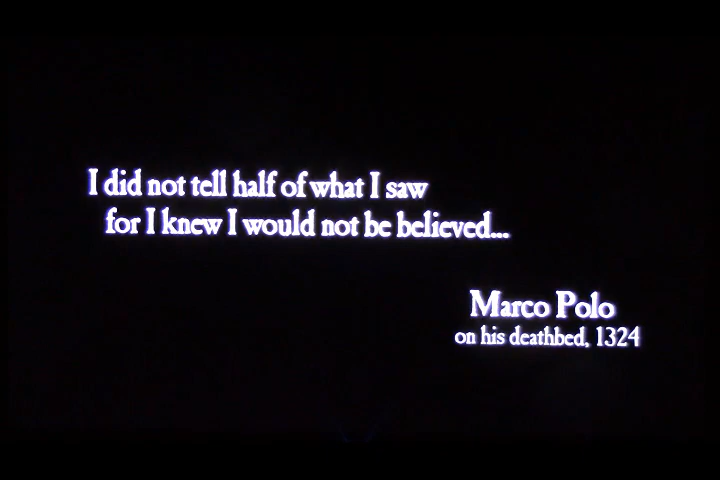 I did not tell half of what I saw
for I knew I would not be believed...
Marco Polo
on his deathbed, 1324